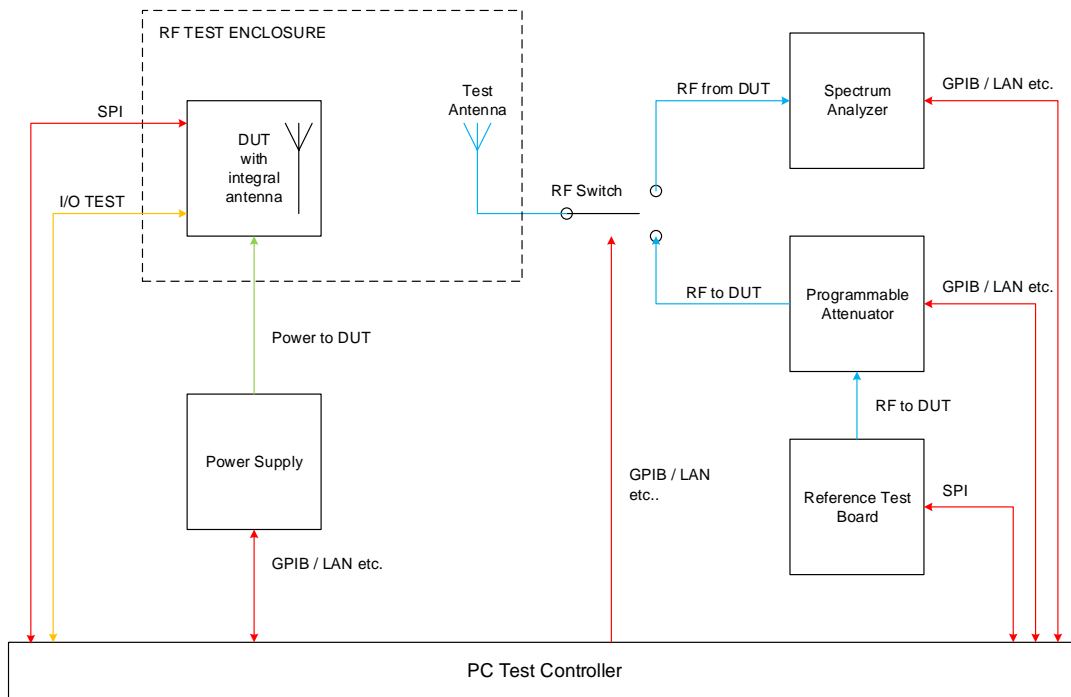 RF TEST ENCLOSURE
SPI
DUT
with
integral
antenna
I/O TEST
Test
Antenna
RF Switch
RF from DUT
Spectrum
Analyzer
GPIB / LAN etc.
RF to DUT
Programmable
Attenuator
GPIB / LAN etc.
Power to DUT
RF to DUT
Power Supply
GPIB / LAN
etc..
Reference Test
Board
SPI
GPIB / LAN etc.
PC Test Controller